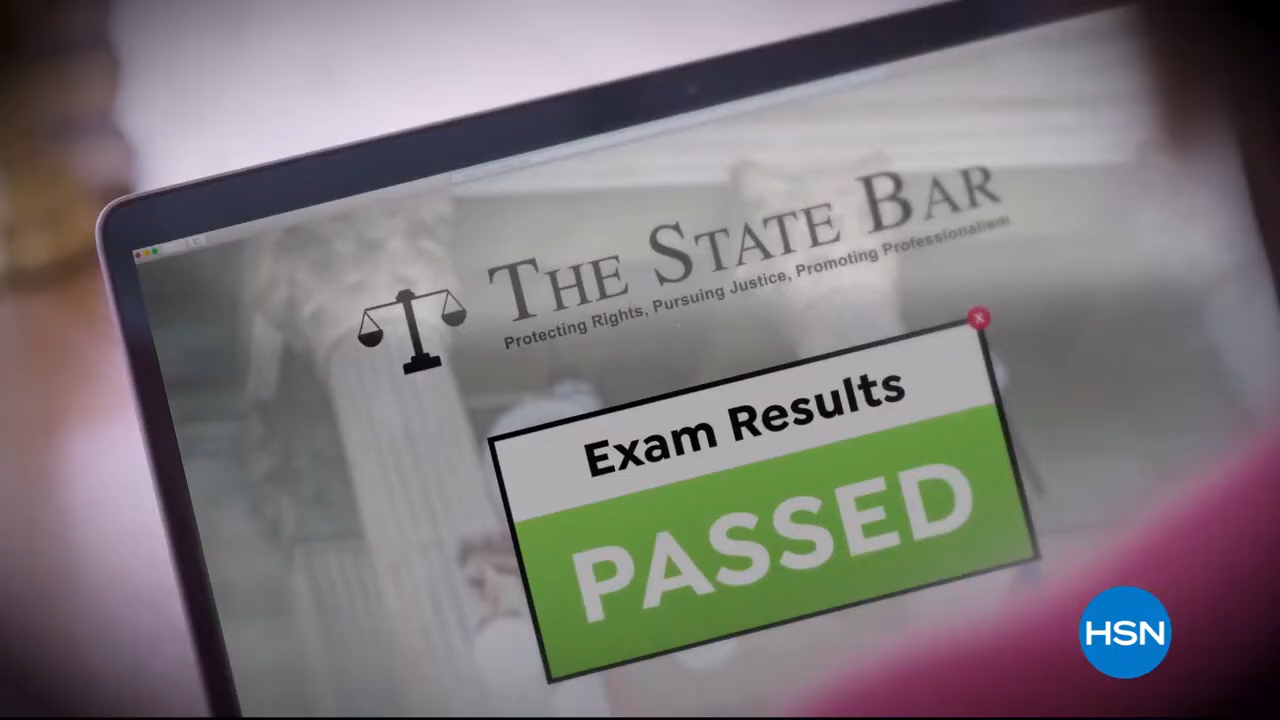 THE STATE BAR
Protecting Rights, Pursuing Justice, Promoting Professionalism
x
Exam Results
PASSED
HSN